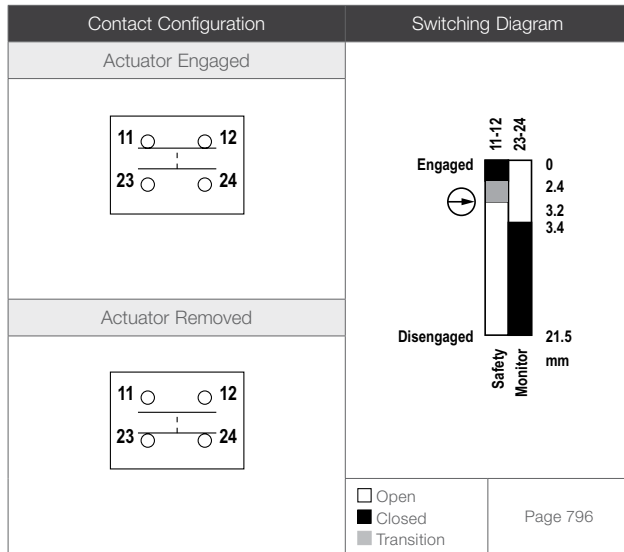 Contact Configuration
Switching Diagram
Actuator Engaged
11 12
23 24
Actuator Removed
11 12
23 24
11-12
23-24
Engaged 0
2.4
3.2
3.4
Disengaged 21.5
mm
Safety
Monitor
Open
Closed
Transition
Page 796